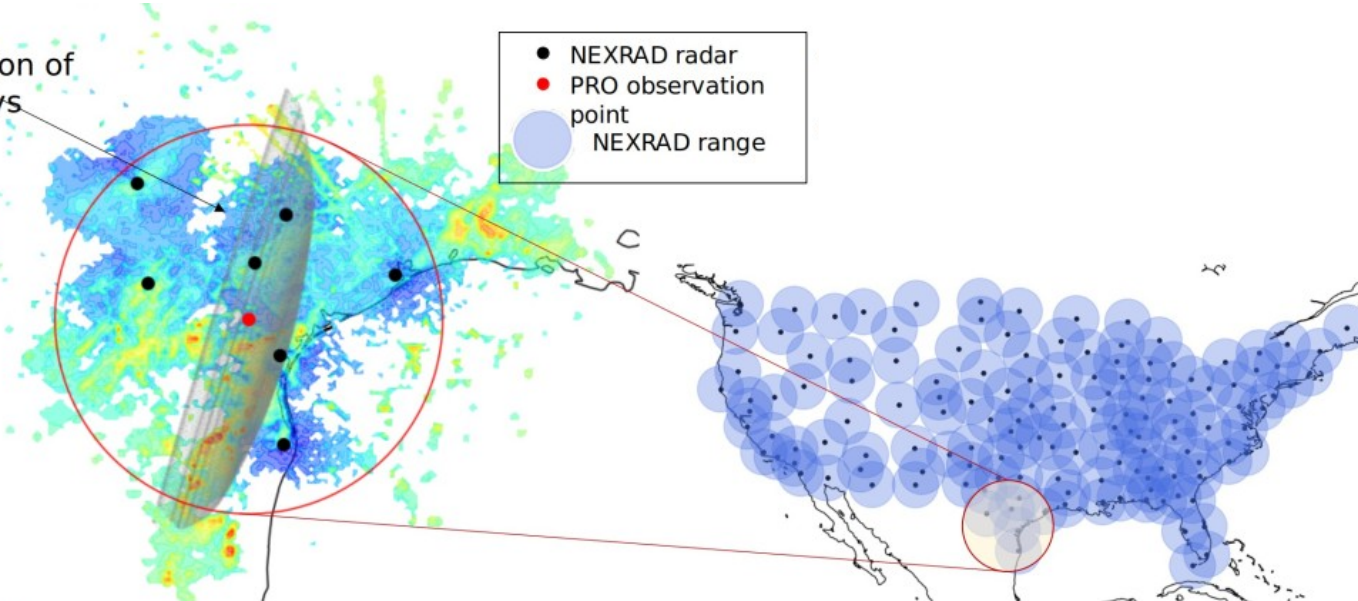 on of
ys
NEXRAD radar
PRO observation
point
NEXRAD range